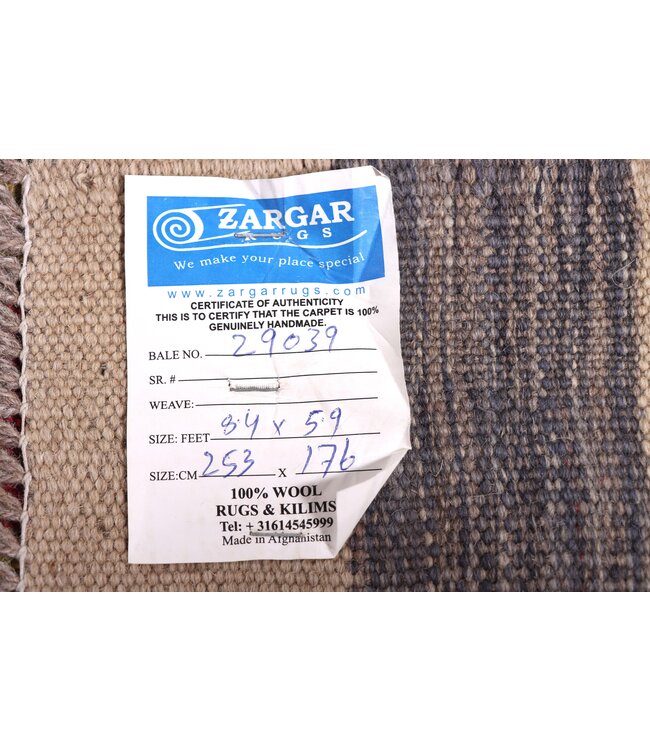 ZARGAR
RUGS
We make your place special
www.zargarrugs.com
CERTIFICATE OF AUTHENTICITY
THIS IS TO CERTIFY THAT THE CARPET IS 100%
GENUINELY HANDMADE.
BALE NO. 29039
SR. #
WEAVE:
SIZE: FEET 8.4 x 5.9
SIZE:CM 253 x 176
100% WOOL
RUGS & KILIMS
Tel: + 31614545999
Made in Afghanistan